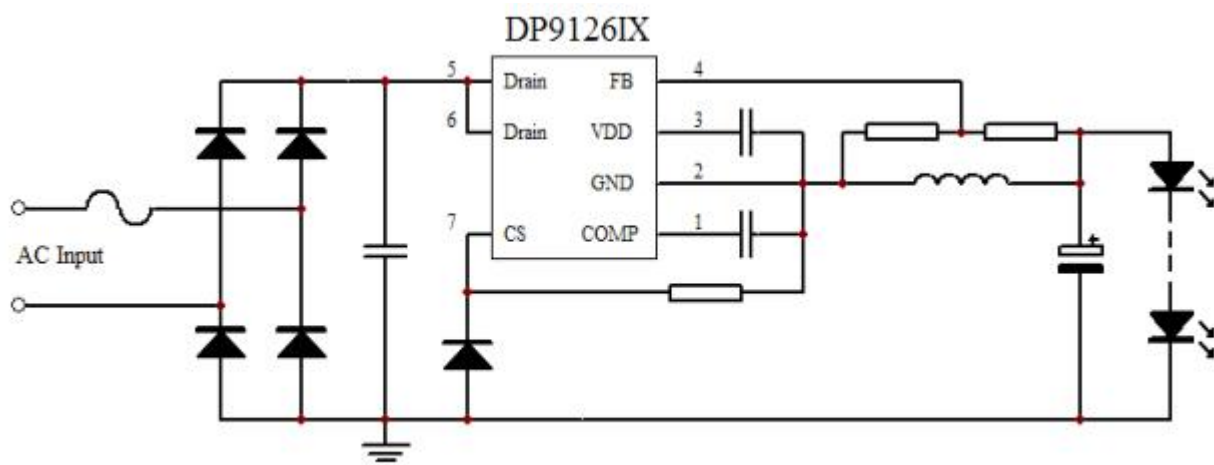 DP9126IX
5 Drain FB 4
6 Drain VDD 3
GND 2
7 CS COMP 1
AC Input
+